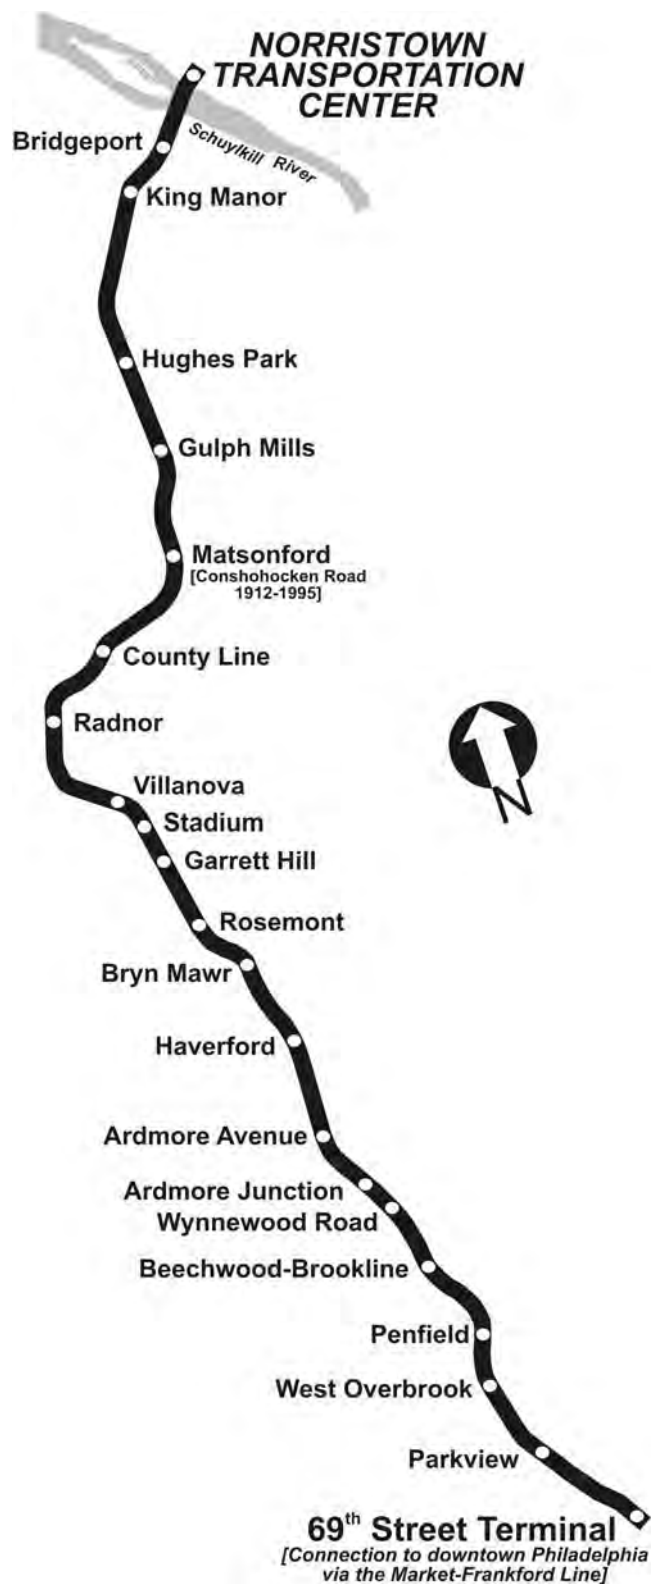 NORRISTOWN
TRANSPORTATION
CENTER
Schuylkill River
Bridgeport
King Manor
Hughes Park
Gulph Mills
Matsonford
[Conshohocken Road
1912-1995]
County Line
Radnor
N
Villanova
Stadium
Garrett Hill
Rosemont
Bryn Mawr
Haverford
Ardmore Avenue
Ardmore Junction
Wynnewood Road
Beechwood-Brookline
Penfield
West Overbrook
Parkview
69th Street Terminal
[Connection to downtown Philadelphia
via the Market-Frankford Line]